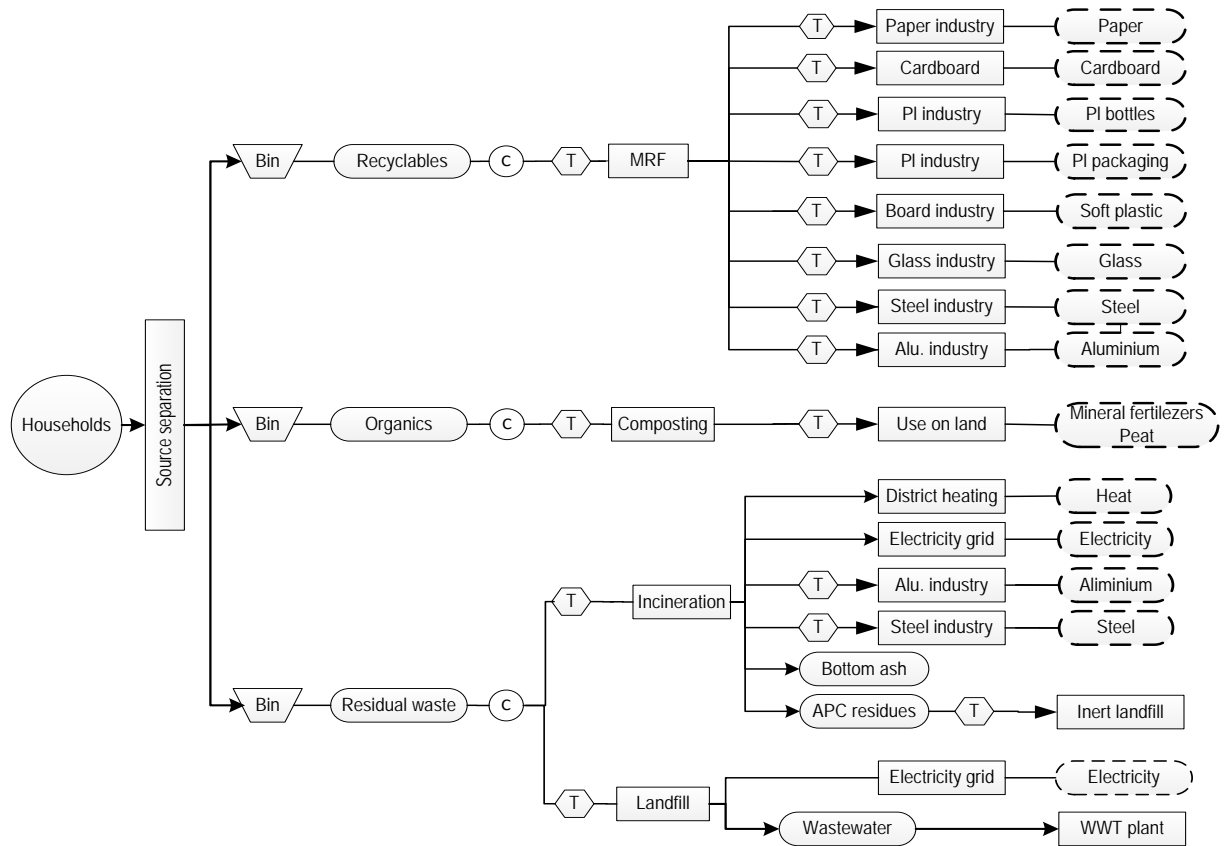 T
Paper industry
Paper
T
Cardboard
Cardboard
T
Pl industry
Pl bottles
Bin
Recyclables
C
T
MRF
T
Pl industry
Pl packaging
T
Board industry
Soft plastic
T
Glass industry
Glass
T
Steel industry
Steel
T
Alu. industry
Aluminium
Households
Source separation
Bin
Organics
C
T
Composting
T
Use on land
Mineral fertilezers
Peat
District heating
Heat
Electricity grid
Electricity
T
Alu. industry
Aliminium
T
Incineration
T
Steel industry
Steel
Bottom ash
Bin
Residual waste
C
APC residues
T
Inert landfill
T
Landfill
Electricity grid
Electricity
Wastewater
WWT plant